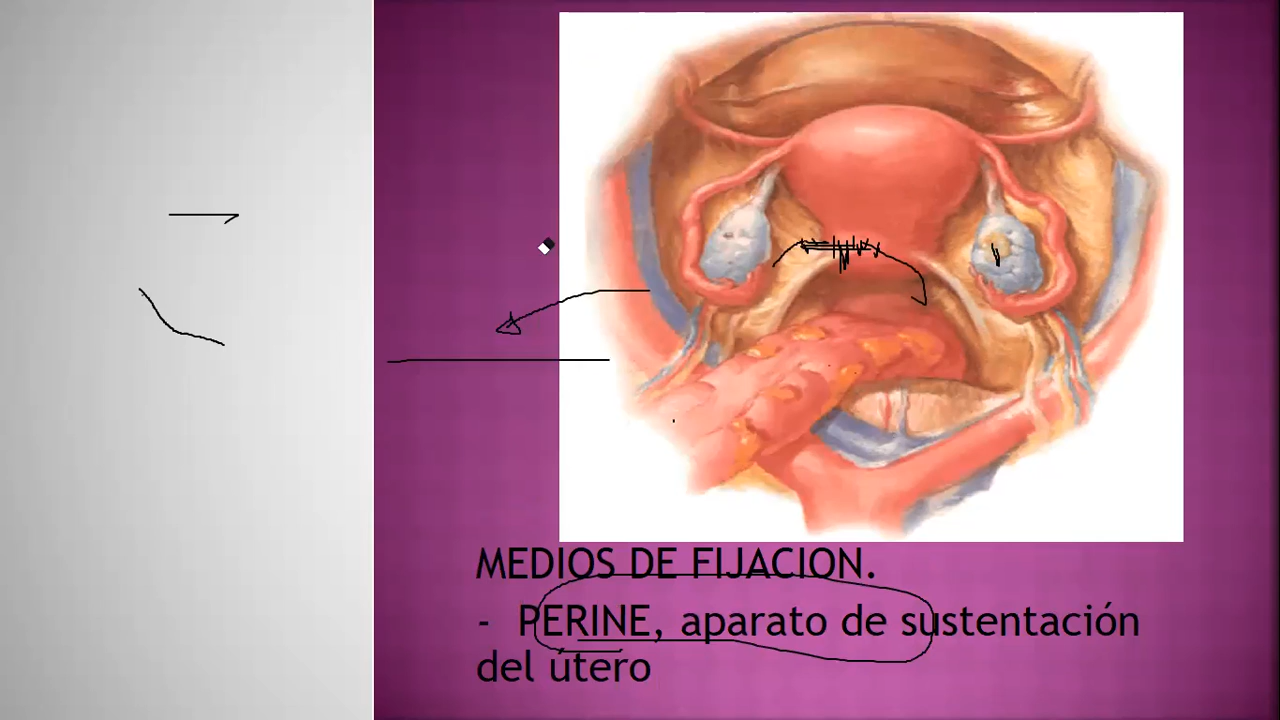 MEDIOS DE FIJACION.
- PERINE, aparato de sustentación
del útero